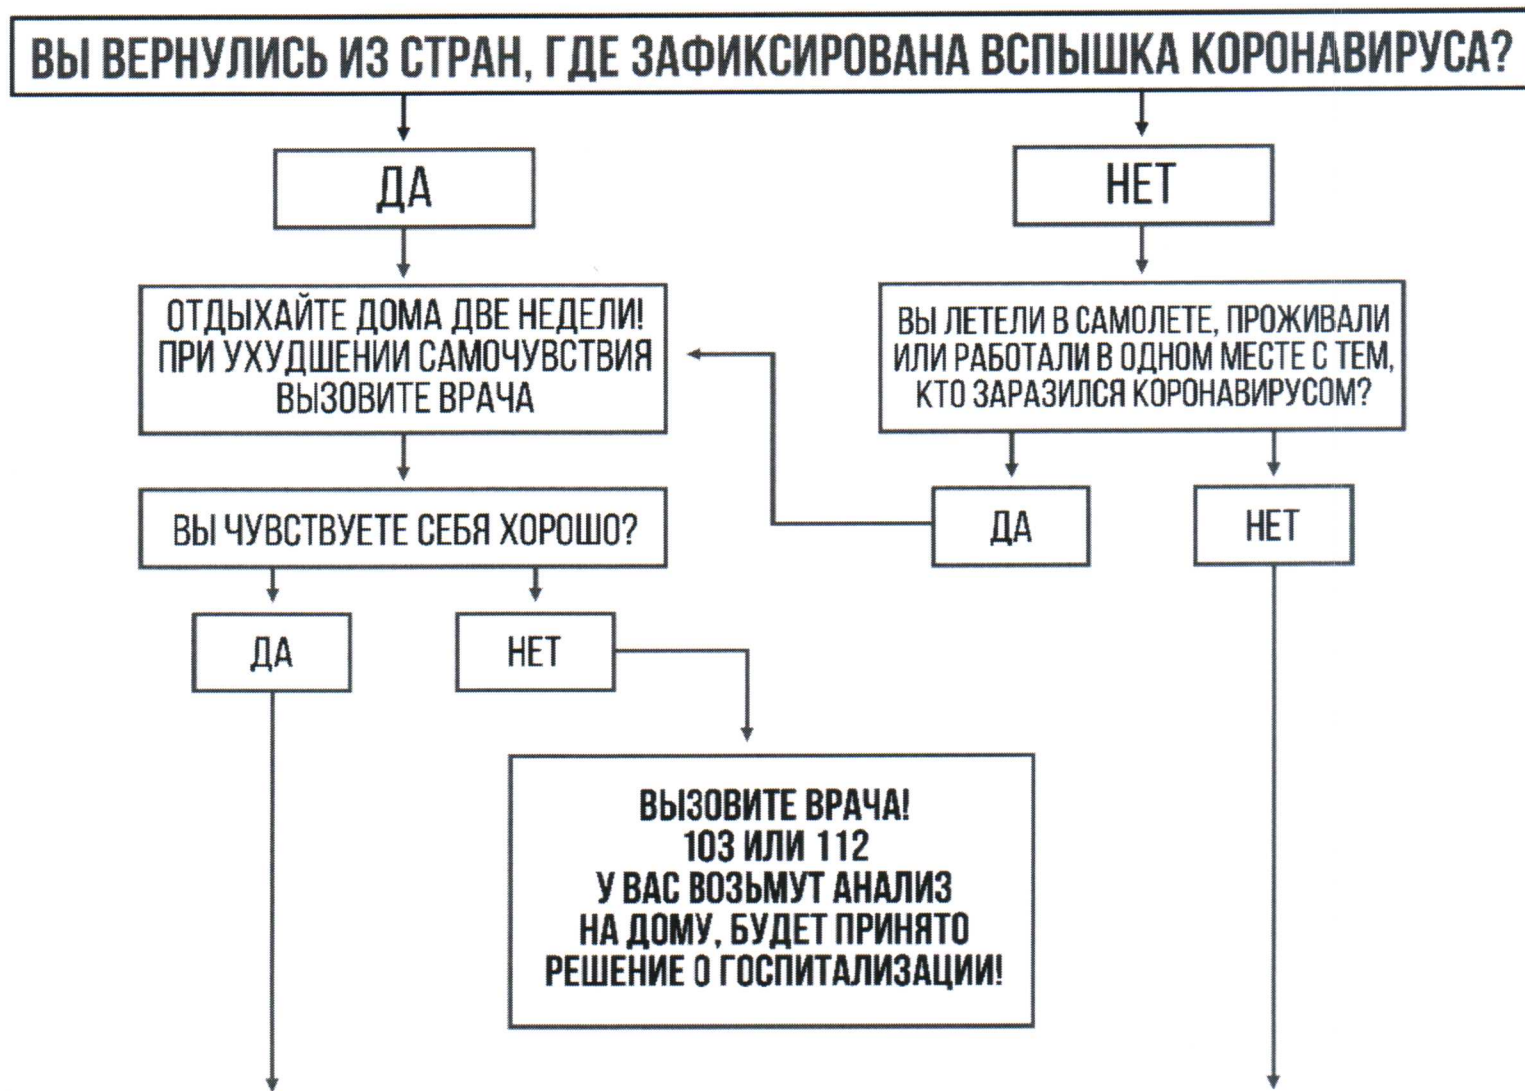 ВЫ ВЕРНУЛИСЬ ИЗ СТРАН, ГДЕ ЗАФИКСИРОВАНА ВСПЫШКА КОРОНАВИРУСА?
ДА
НЕТ
ОТДЫХАЙТЕ ДОМА ДВЕ НЕДЕЛИ!
ПРИ УХУДШЕНИИ САМОЧУВСТВИЯ
ВЫЗОВИТЕ ВРАЧА
ВЫ ЛЕТЕЛИ В САМОЛЕТЕ, ПРОЖИВАЛИ
ИЛИ РАБОТАЛИ В ОДНОМ МЕСТЕ С ТЕМ,
КТО ЗАРАЗИЛСЯ КОРОНАВИРУСОМ?
ВЫ ЧУВСТВУЕТЕ СЕБЯ ХОРОШО?
ДА
НЕТ
ДА
НЕТ
ВЫЗОВИТЕ ВРАЧА!
103 ИЛИ 112
У ВАС ВОЗЬМУТ АНАЛИЗ
НА ДОМУ, БУДЕТ ПРИНЯТО
РЕШЕНИЕ О ГОСПИТАЛИЗАЦИИ!